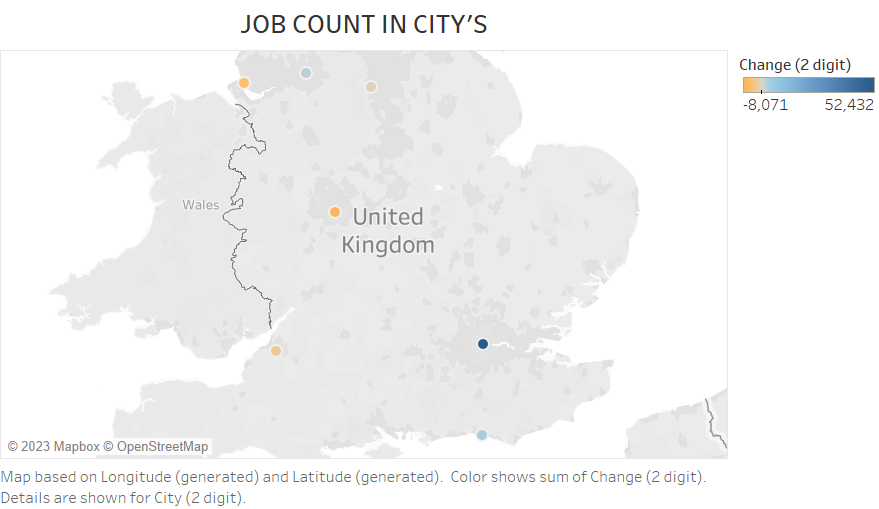 JOB COUNT IN CITY'S
Change (2 digit)
-8,071 52,432
Wales
United
Kingdom
© 2023 Mapbox © OpenStreetMap
Map based on Longitude (generated) and Latitude (generated).  Color shows sum of Change (2 digit).
Details are shown for City (2 digit).